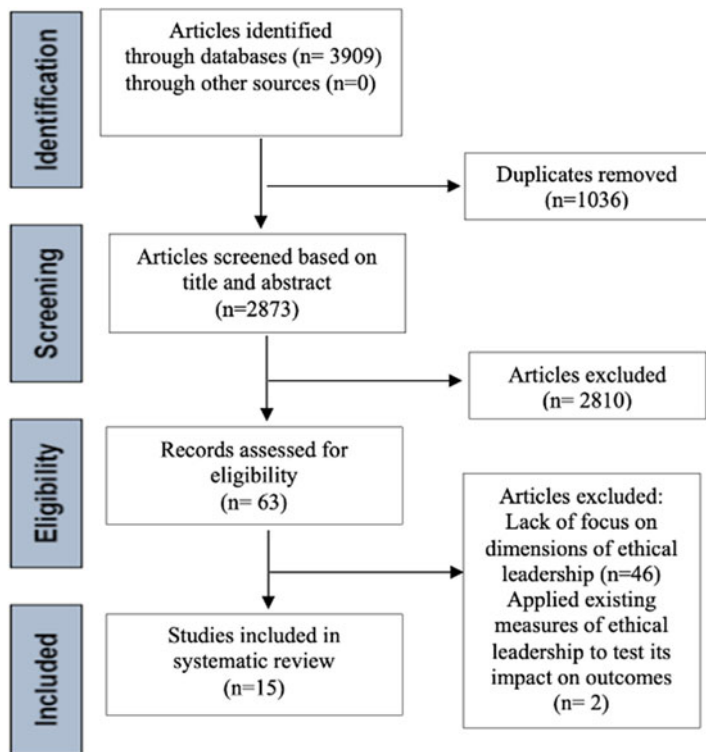 Identification
Articles identified
through databases (n= 3909)
through other sources (n=0)
Duplicates removed
(n=1036)
Screening
Articles screened based on
title and abstract
(n=2873)
Articles excluded
(n= 2810)
Eligibility
Records assessed for
eligibility
(n= 63)
Articles excluded:
Lack of focus on
dimensions of ethical
leadership (n=46)
Applied existing
measures of ethical
leadership to test its
impact on outcomes
(n= 2)
Included
Studies included in
systematic review
(n=15)